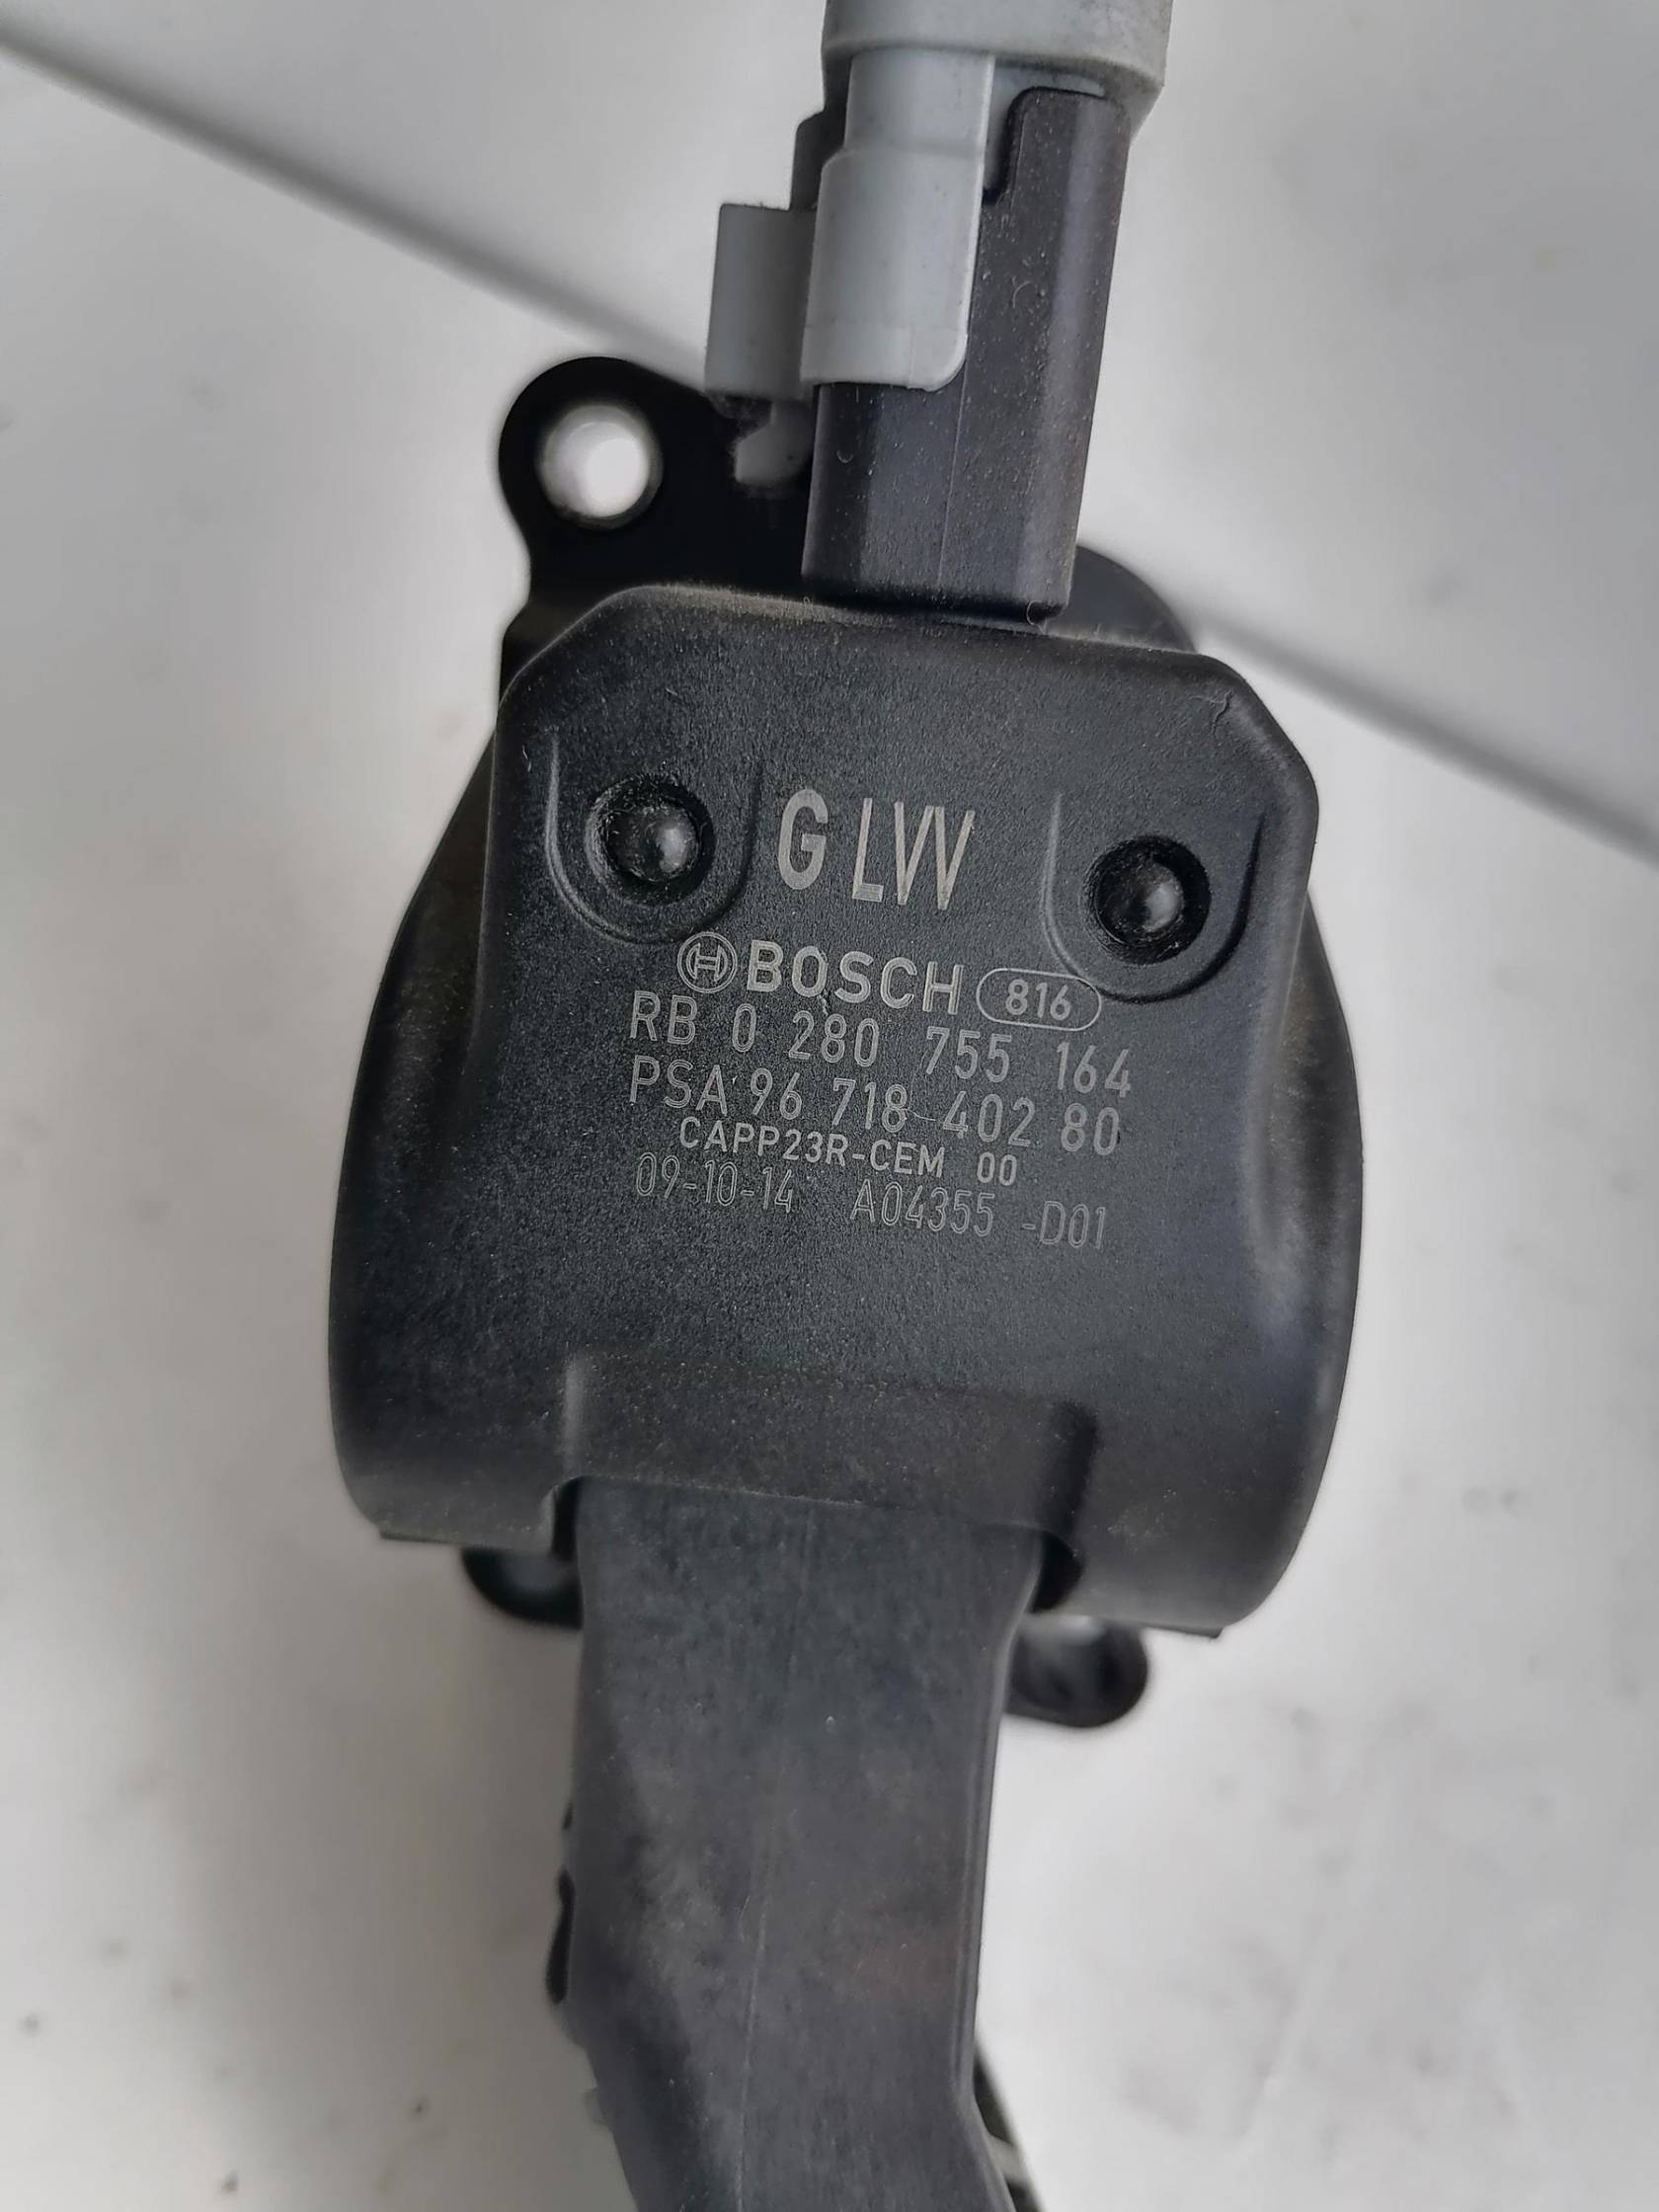 G LW
BOSCH 816
RB 0 280 755 164
PSA 96 718 402 80
CAPP23R-CEM 00
09-10-14 A04355 -D01